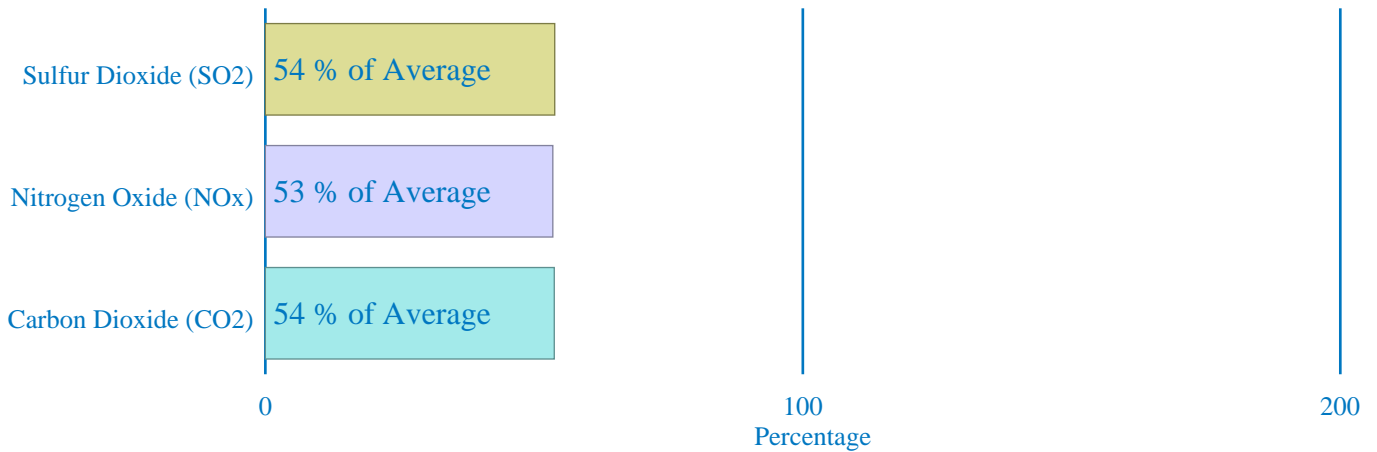 Sulfur Dioxide (SO2) 54 % of Average
Nitrogen Oxide (NOx) 53 % of Average
Carbon Dioxide (CO2) 54 % of Average
0 100 200
Percentage